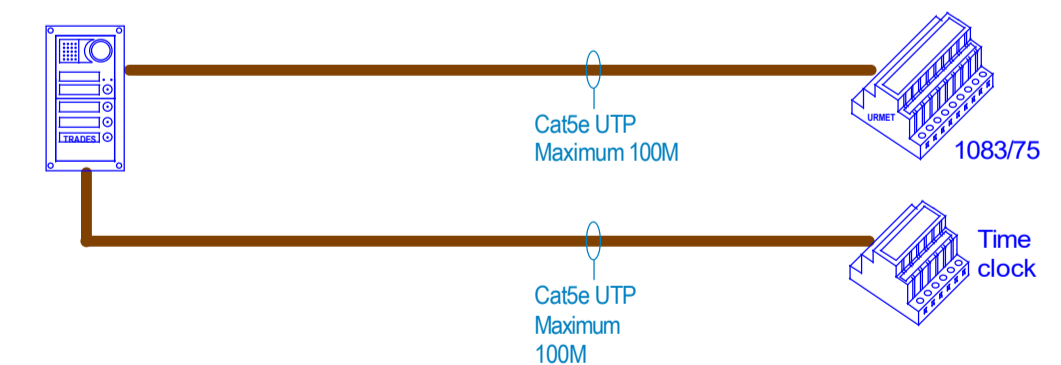 TRADES
Cat5e UTP
Maximum 100M
URMET
1083/75
Cat5e UTP
Maximum
100M
Time
clock